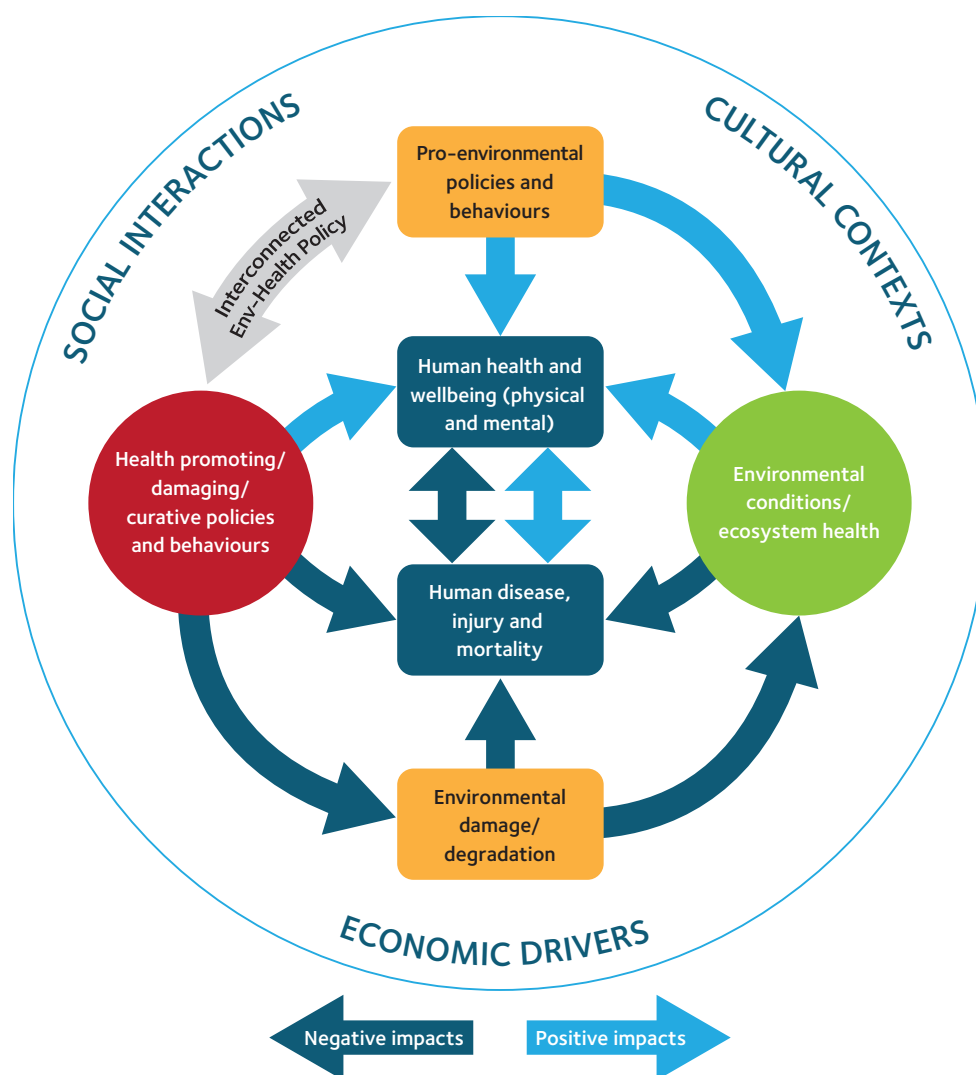 SOCIAL INTERACTIONS
CULTURAL CONTEXTS
Pro-environmental
policies and
behaviours
Interconnected
Env-Health Policy
Human health and
wellbeing (physical
and mental)
Health promoting/
damaging/
curative policies
and behaviours
Environmental
conditions/
ecosystem health
Human disease,
injury and
mortality
Environmental
damage/
degradation
ECONOMIC DRIVERS
Negative impacts
Positive impacts